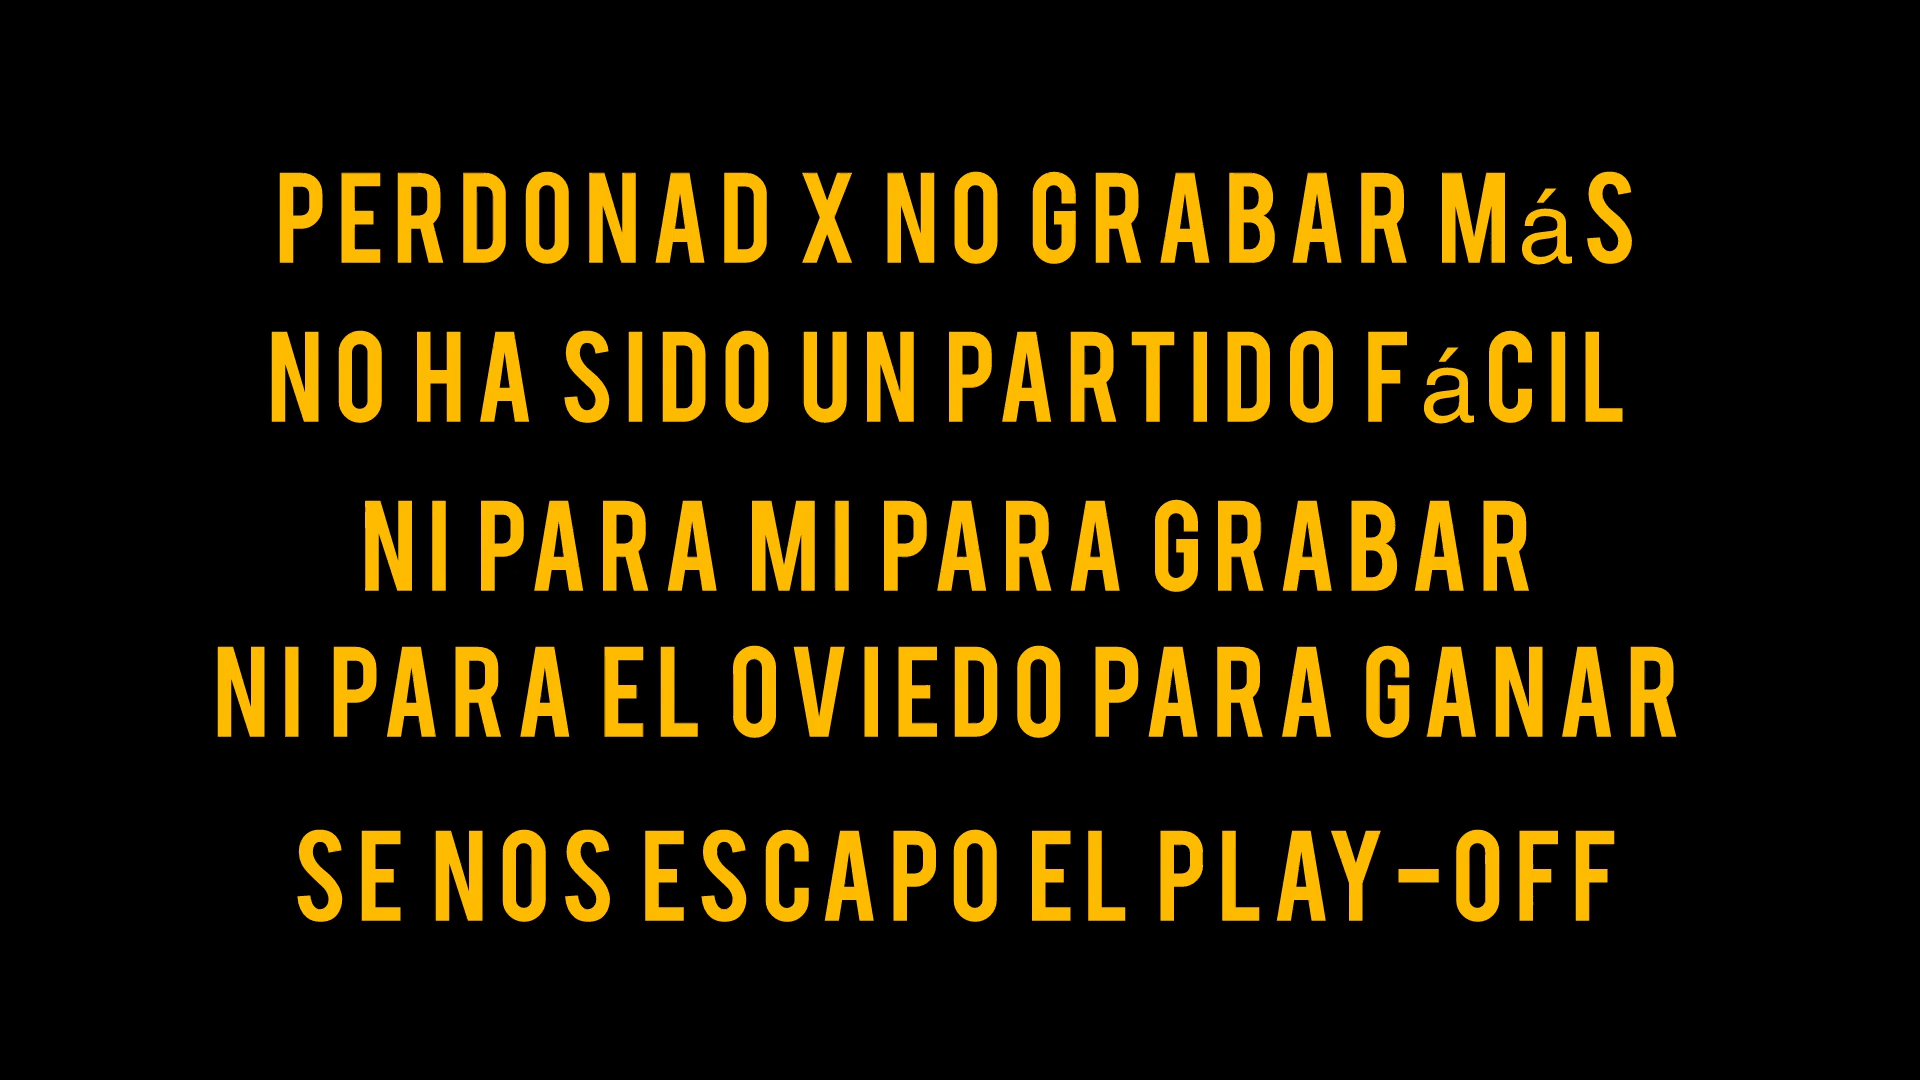 PERDONAD X NO GRABAR MáS
NO HA SIDO UN PARTIDO FáCIL
NI PARA MI PARA GRABAR
NI PARA EL OVIEDO PARA GANAR
SE NOS ESCAPO EL PLAY-OFF